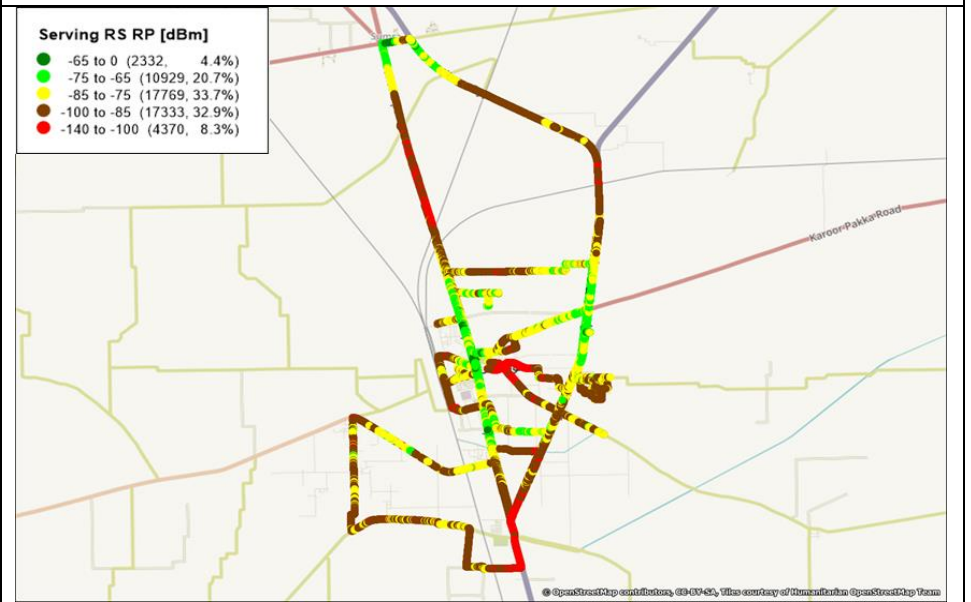 Serving RS RP [dBm]
-65 to 0 (2332, 4.4%)
-75 to -65 (10929, 20.7%)
-85 to -75 (17769, 33.7%)
-100 to -85 (17333, 32.9%)
-140 to -100 (4370, 8.3%)
Karoor Pakka Road
© OpenStreetMap contributors, CC-BY-SA, Tiles courtesy of Humanitarian OpenStreetMap Team